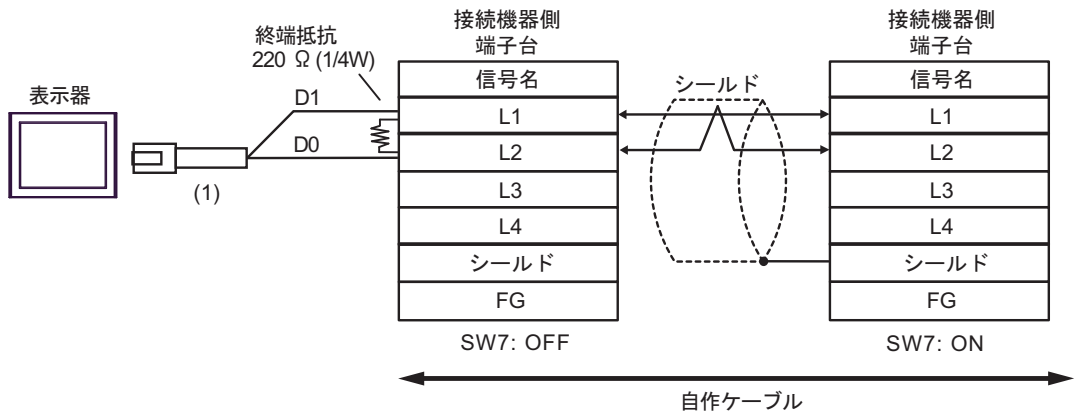 表示器
(1)
終端抵抗
220 Ω (1/4W)
D1
D0
接続機器側
端子台
信号名
L1
L2
L3
L4
シールド
FG
SW7: OFF
シールド
接続機器側
端子台
信号名
L1
L2
L3
L4
シールド
FG
SW7: ON
自作ケーブル